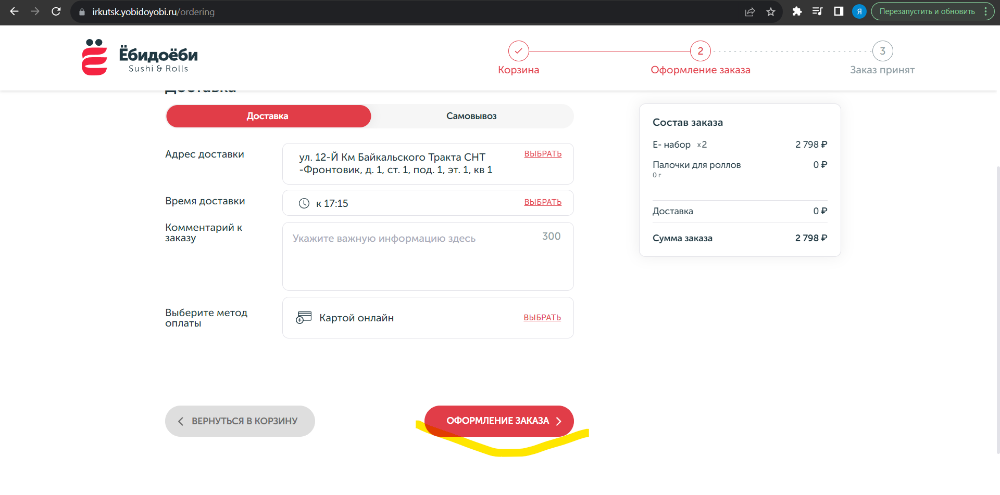 irkutsk.yobidoyobi.ru/ordering
Я
Перезапустить и обновить
Ёбидоёби
Sushi & Rolls
Корзина
2
Оформление заказа
3
Заказ принят
Доставка
Доставка
Самовывоз
Адрес доставки
ул. 12-Й Км Байкальского Тракта СНТ
-Фронтовик, д. 1, ст. 1, под. 1, эт. 1, кв 1
ВЫБРАТЬ
Время доставки
к 17:15
ВЫБРАТЬ
Комментарий к
заказу
Укажите важную информацию здесь
300
Выберите метод
оплаты
Картой онлайн
ВЫБРАТЬ
ВЕРНУТЬСЯ В КОРЗИНУ
ОФОРМЛЕНИЕ ЗАКАЗА
Состав заказа
Е- набор x2 2 798 ₽
Палочки для роллов 0 ₽
0 г
Доставка 0 ₽
Сумма заказа 2 798 ₽